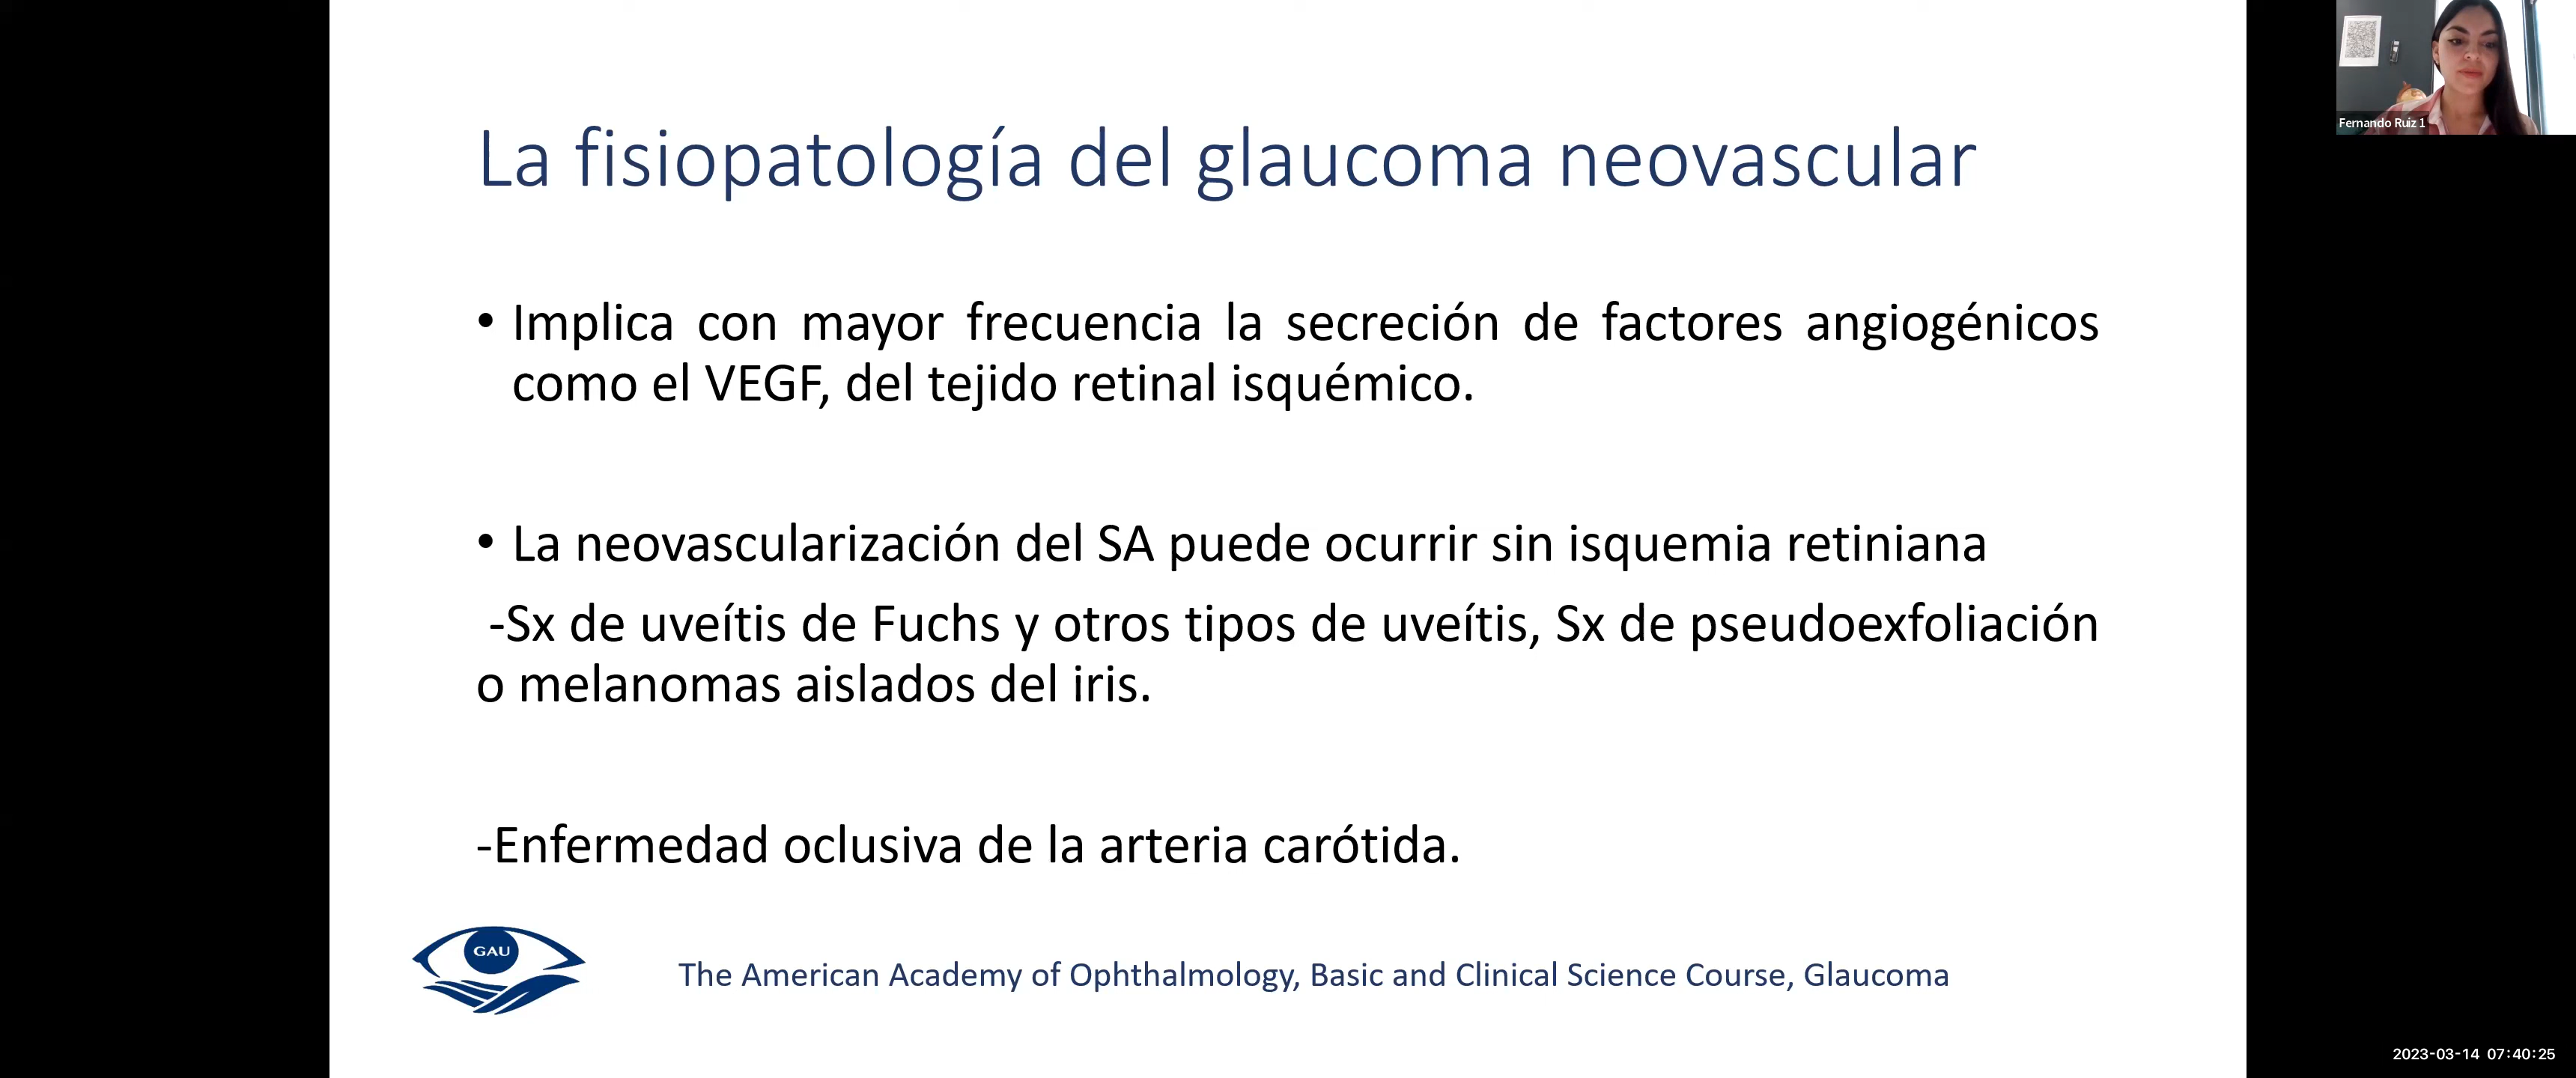 Fernando Ruiz 1
La fisiopatología del glaucoma neovascular
• Implica con mayor frecuencia la secreción de factores angiogénicos
como el VEGF, del tejido retinal isquémico.
• La neovascularización del SA puede ocurrir sin isquemia retiniana
-Sx de uveítis de Fuchs y otros tipos de uveítis, Sx de pseudoexfoliación
o melanomas aislados del iris.
-Enfermedad oclusiva de la arteria carótida.
GAU
The American Academy of Ophthalmology, Basic and Clinical Science Course, Glaucoma
2023-03-14 07:40:25